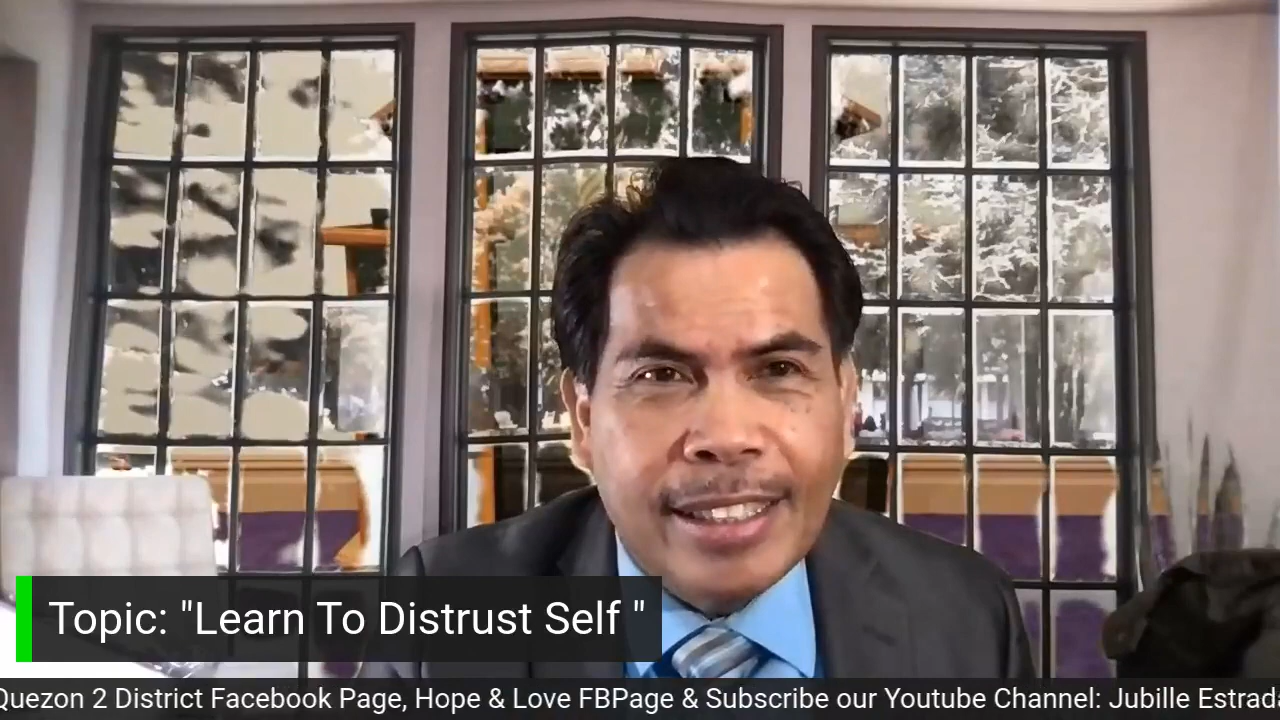 Topic: "Learn To Distrust Self "
Quezon 2 District Facebook Page, Hope & Love FBPage & Subscribe our Youtube Channel: Jubille Estrada